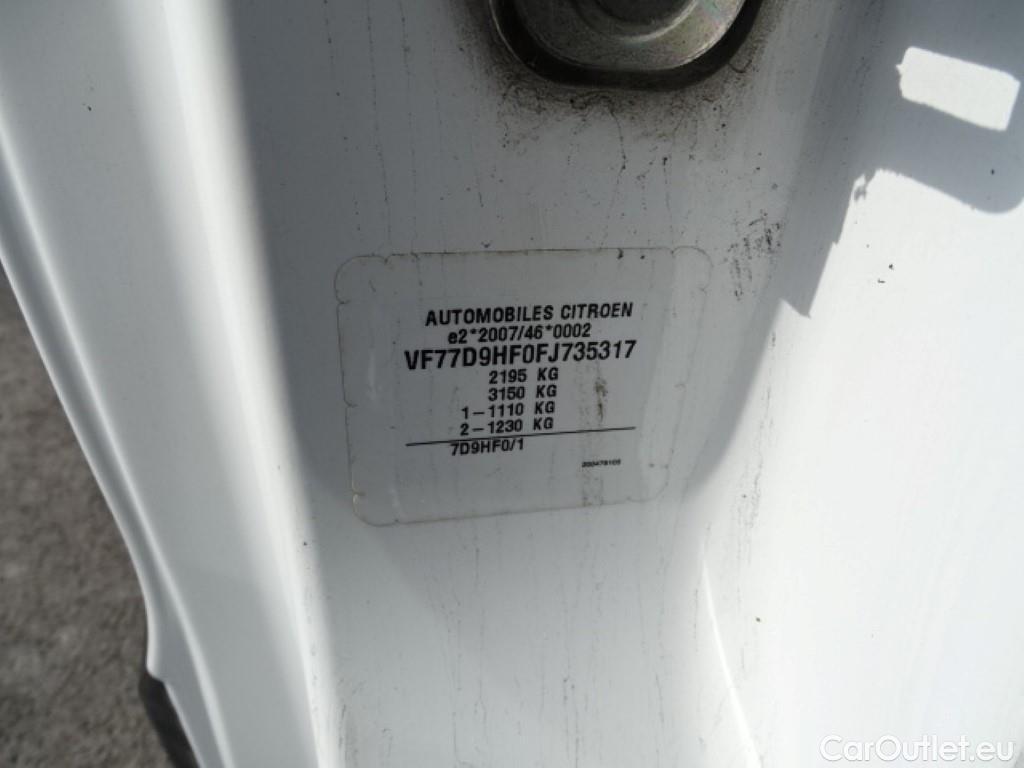 AUTOMOBILES CITROEN
e2*2007/46*0002
VF77D9HF0FJ735317
2195 KG
3150 KG
1-1110 KG
2-1230 KG
7D9HF0/1
CarOutlet.eu